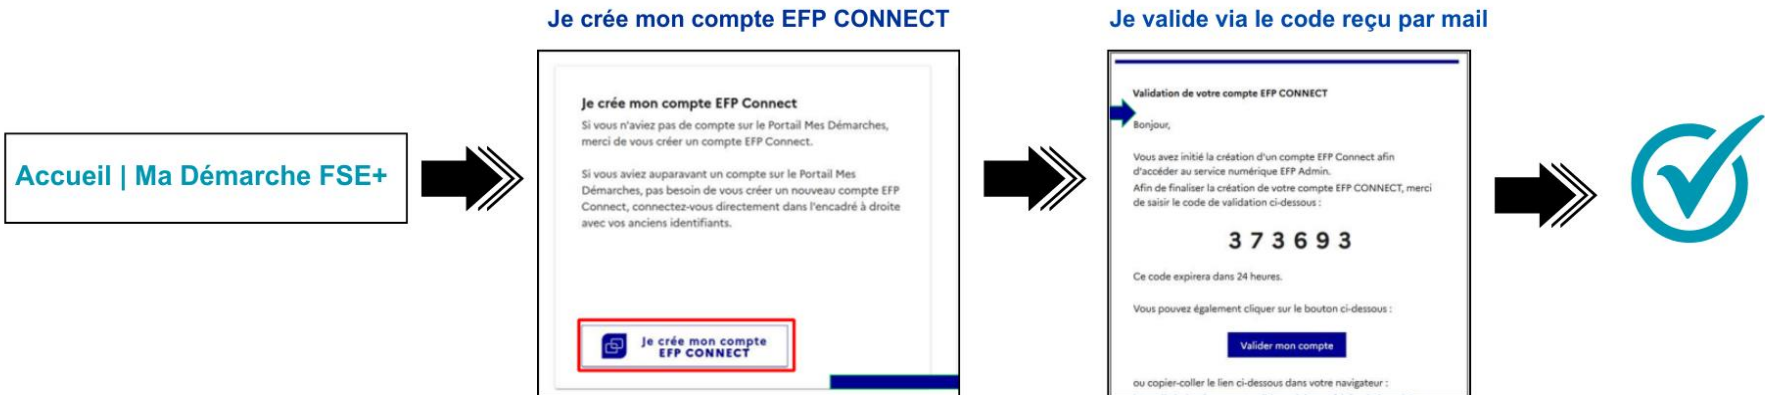 Je crée mon compte EFP CONNECT
Je valide via le code reçu par mail
Accueil | Ma Démarche FSE+
Je crée mon compte EFP Connect
Si vous n'aviez pas de compte sur le Portail Mes Démarches,
merci de vous créer un compte EFP Connect.
Si vous aviez auparavant un compte sur le Portail Mes
Démarches, pas besoin de vous créer un nouveau compte EFP
Connect, connectez-vous directement dans l'encadré à droite
avec vos anciens identifiants.
Je crée mon compte
EFP CONNECT
Validation de votre compte EFP CONNECT
Bonjour,
Vous avez initié la création d'un compte EFP Connect afin
d'accéder au service numérique EFP Admin.
Afin de finaliser la création de votre compte EFP CONNECT, merci
de saisir le code de validation ci-dessous :
373693
Ce code expirera dans 24 heures.
Vous pouvez également cliquer sur le bouton ci-dessous :
Valider mon compte
ou copier-coller le lien ci-dessous dans votre navigateur :